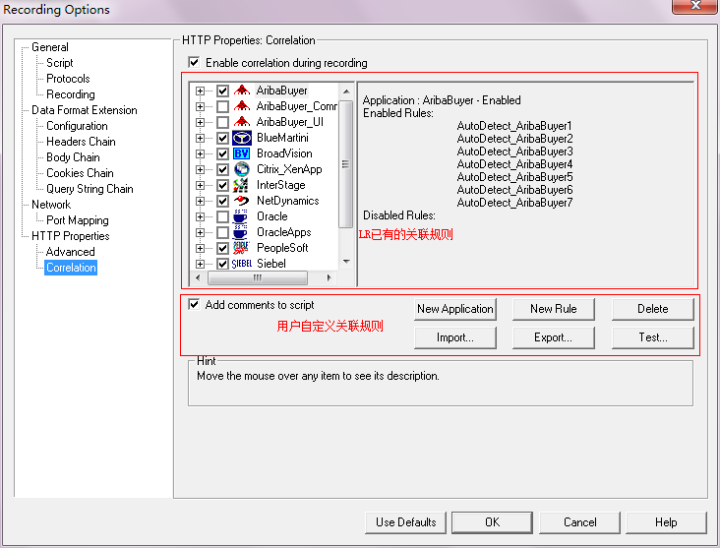 Recording Options
General
Script
Protocols
Recording
Data Format Extension
Configuration
Headers Chain
Body Chain
Cookies Chain
Query String Chain
Network
Port Mapping
HTTP Properties
Advanced
Correlation
HTTP Properties: Correlation
Enable correlation during recording
AribaBuyer
AribaBuyer_Comr
AribaBuyer_UI
BlueMartini
BV BroadVision
Citrix_XenApp
InterStage
NetDynamics
Oracle
OracleApps
PEOPLE SOFT PeopleSoft
SIEBEL Siebel
Application : AribaBuyer - Enabled
Enabled Rules:
AutoDetect_AribaBuyer1
AutoDetect_AribaBuyer2
AutoDetect_AribaBuyer3
AutoDetect_AribaBuyer4
AutoDetect_AribaBuyer5
AutoDetect_AribaBuyer6
AutoDetect_AribaBuyer7
Disabled Rules:
LR已有的关联规则
Add comments to script
用户自定义关联规则
New Application New Rule Delete
Import... Export... Test...
Hint
Move the mouse over any item to see its description.
Use Defaults OK Cancel Help